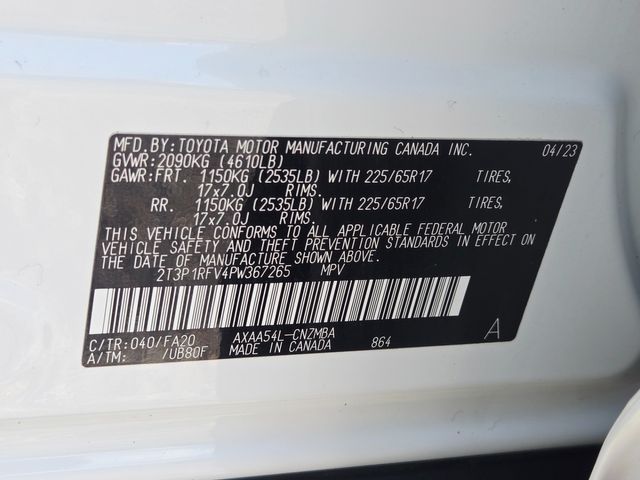 MFD.BY:TOYOTA MOTOR MANUFACTURING CANADA INC. 04/23
GVWR:2090KG (4610LB)
GAWR:FRT. 1150KG (2535LB) WITH 225/65R17 TIRES,
17x7.0J RIMS.
RR. 1150KG (2535LB) WITH 225/65R17 TIRES,
17x7.0J RIMS.
THIS VEHICLE CONFORMS TO ALL APPLICABLE FEDERAL MOTOR
VEHICLE SAFETY AND THEFT PREVENTION STANDARDS IN EFFECT ON
THE DATE OF MANUFACTURE SHOWN ABOVE.
2T3P1RFV4PW367265 MPV
C/TR:040/FA20 AXAA54L-CNZMBA 864 A
A/TM: /UB80F MADE IN CANADA